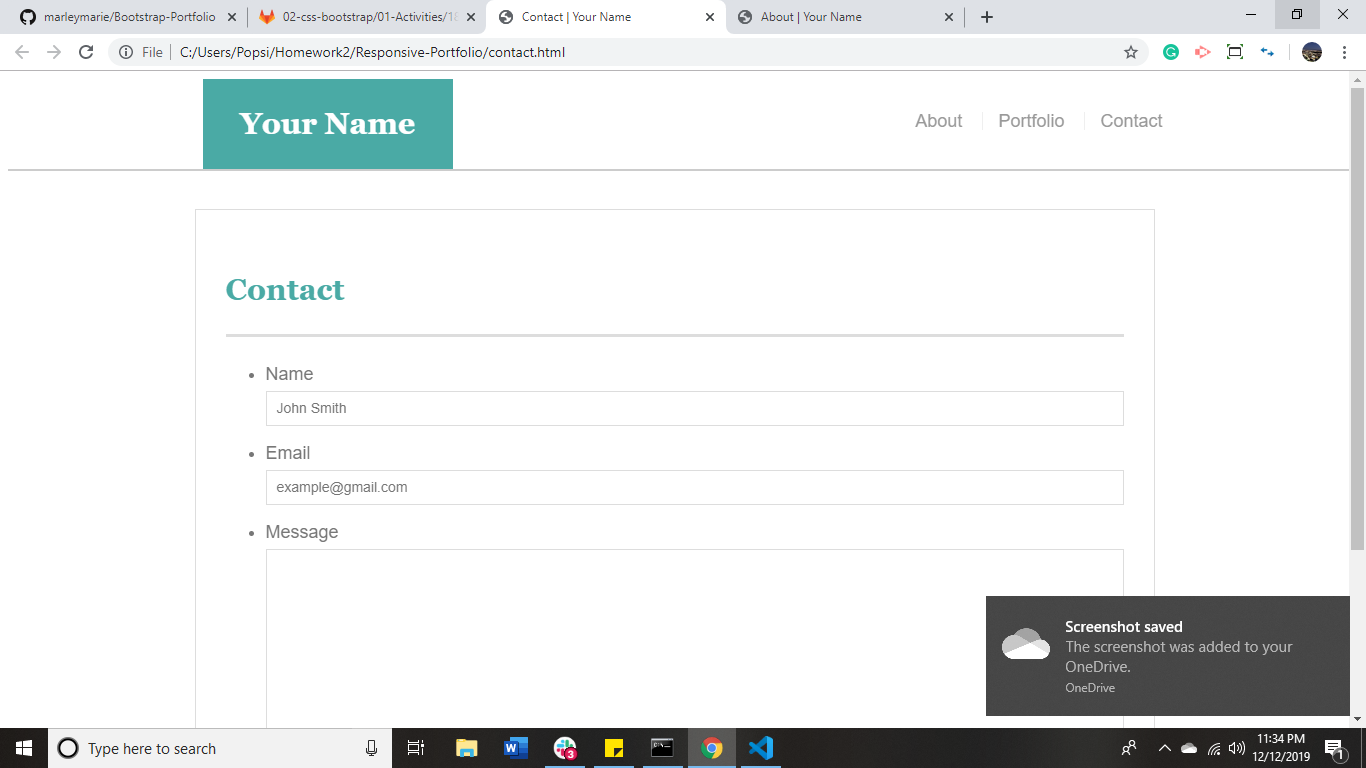 marleymarie/Bootstrap-Portfolio
02-css-bootstrap/01-Activities/18
Contact | Your Name
About | Your Name
File
C:/Users/Popsi/Homework2/Responsive-Portfolio/contact.html
Your Name
About
Portfolio
Contact
Contact
Name
John Smith
Email
example@gmail.com
Message
Screenshot saved
The screenshot was added to your
OneDrive.
OneDrive
Type here to search
3
11:34 PM
12/12/2019
1